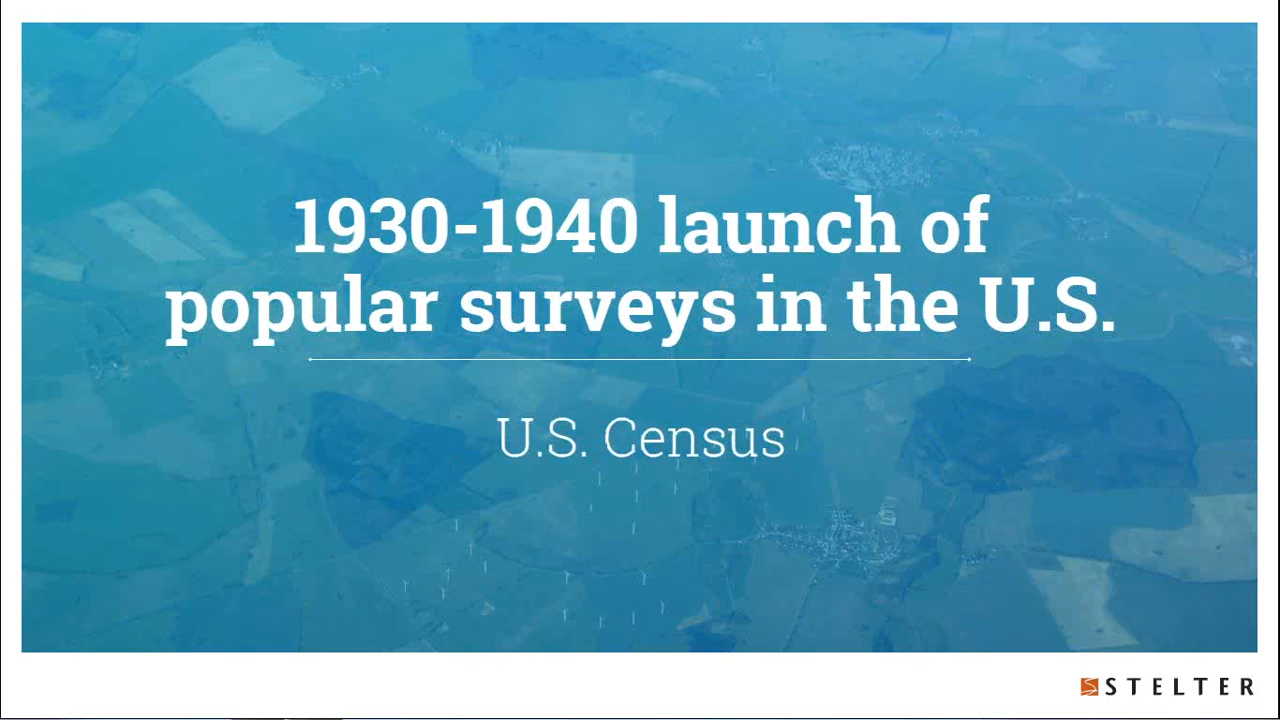 1930-1940 launch of
popular surveys in the U.S.
U.S. Census
STELTER